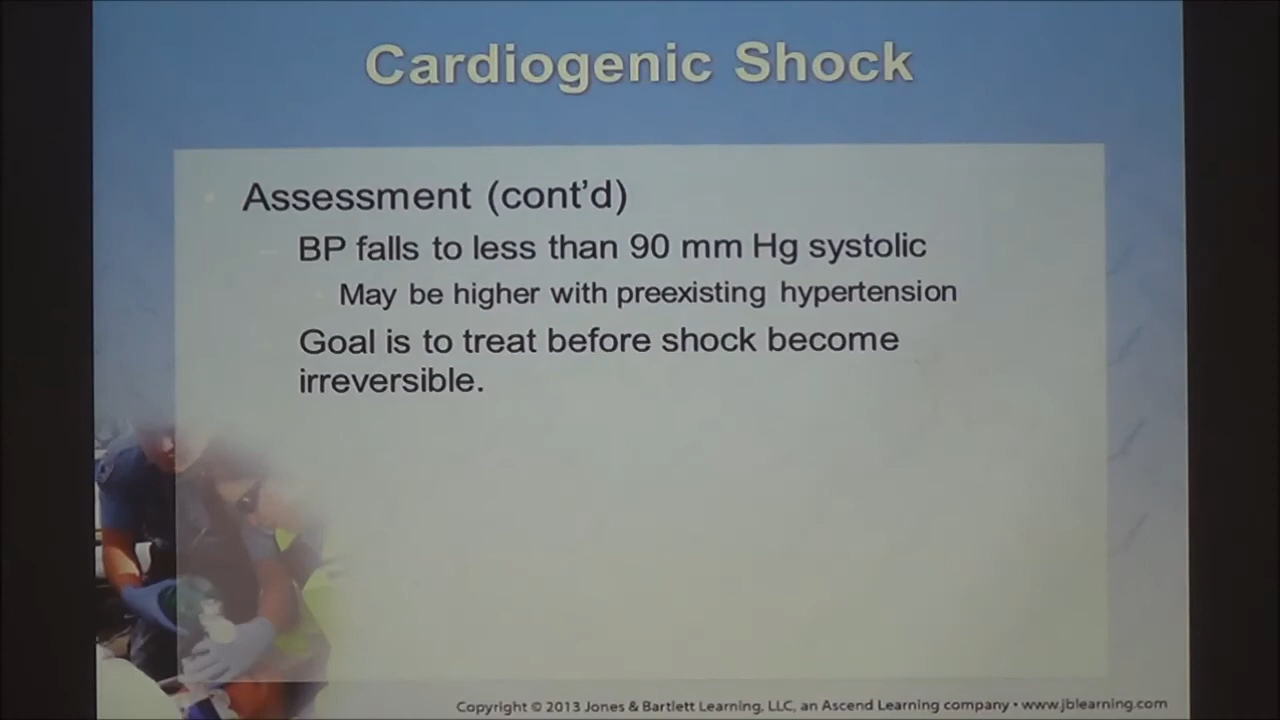 Cardiogenic Shock
Assessment (cont'd)
BP falls to less than 90 mm Hg systolic
May be higher with preexisting hypertension
Goal is to treat before shock become
irreversible.
Copyright © 2013 Jones & Bartlett Learning, LLC, an Ascend Learning company • www.jblearning.com